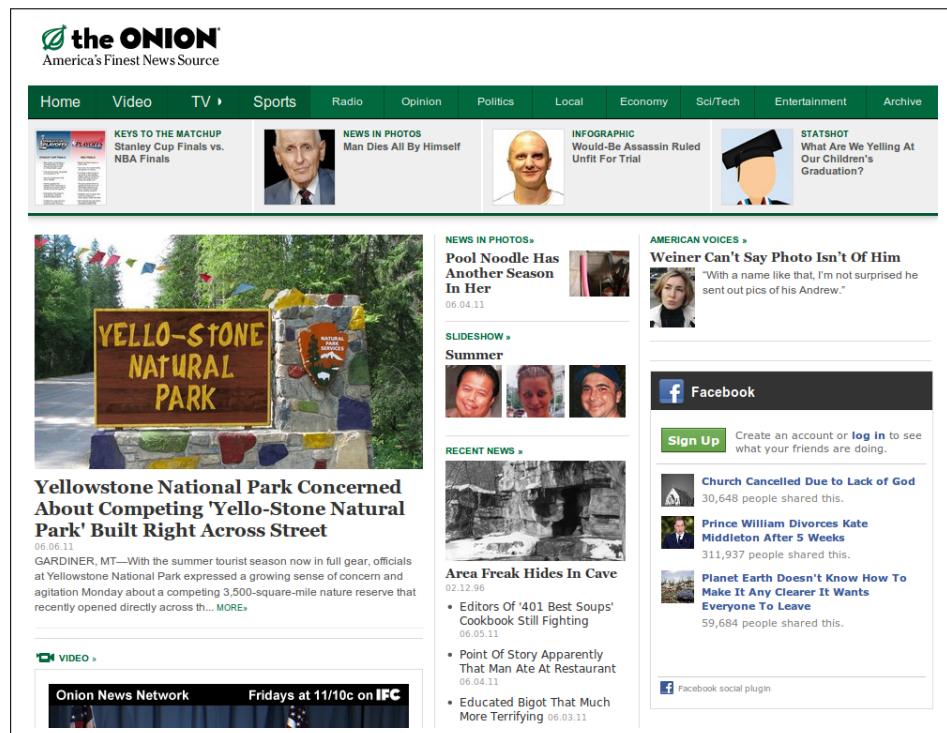 the ONION
America's Finest News Source
Home Video TV Sports Radio Opinion Politics Local Economy Sci/Tech Entertainment Archive
KEYS TO THE MATCHUP
Stanley Cup Finals vs.
NBA Finals
NEWS IN PHOTOS
Man Dies All By Himself
INFOGRAPHIC
Would-Be Assassin Ruled
Unfit For Trial
STATSHOT
What Are We Yelling At
Our Children's
Graduation?
YELLO-STONE
NATURAL
PARK
NATURAL
PARK
SERVICES
Yellowstone National Park Concerned
About Competing 'Yello-Stone Natural
Park' Built Right Across Street
06.06.11
GARDINER, MT—With the summer tourist season now in full gear, officials
at Yellowstone National Park expressed a growing sense of concern and
agitation Monday about a competing 3,500-square-mile nature reserve that
recently opened directly across th... MORE»
VIDEO »
Onion News Network Fridays at 11/10c on IFC
NEWS IN PHOTOS»
Pool Noodle Has
Another Season
In Her
06.04.11
SLIDESHOW »
Summer
RECENT NEWS »
Area Freak Hides In Cave
02.12.96
• Editors Of '401 Best Soups'
Cookbook Still Fighting
06.05.11
• Point Of Story Apparently
That Man Ate At Restaurant
06.04.11
• Educated Bigot That Much
More Terrifying 06.03.11
AMERICAN VOICES »
Weiner Can't Say Photo Isn't Of Him
"With a name like that, I'm not surprised he
sent out pics of his Andrew."
Facebook
Sign Up
Create an account or log in to see
what your friends are doing.
Church Cancelled Due to Lack of God
30,648 people shared this.
Prince William Divorces Kate
Middleton After 5 Weeks
311,937 people shared this.
Planet Earth Doesn't Know How To
Make It Any Clearer It Wants
Everyone To Leave
59,684 people shared this.
Facebook social plugin